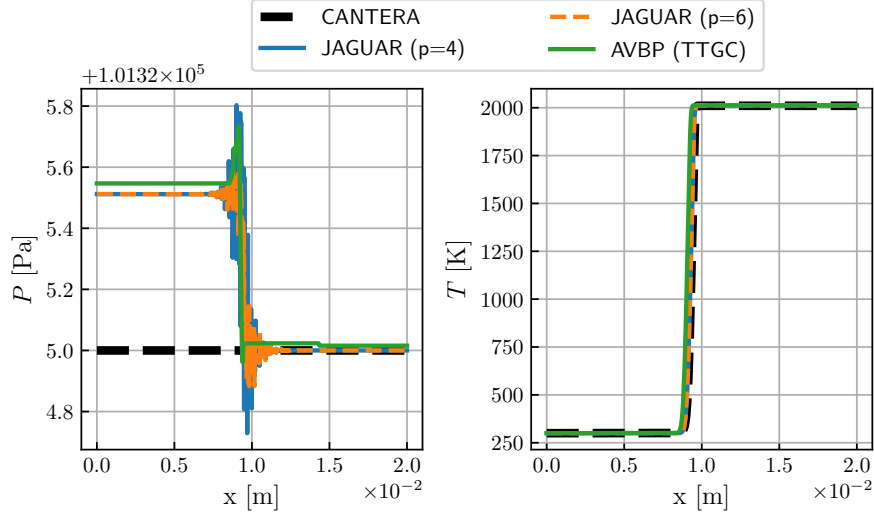 CANTERA
JAGUAR (p=4)
JAGUAR (p=6)
AVBP (TTGC)
+1.0132×10⁵
5.8
5.6
5.4
5.2
5.0
4.8
P [Pa]
0.0 0.5 1.0 1.5 2.0
x [m]
×10⁻²
2000
1750
1500
1250
1000
750
500
250
T [K]
0.0 0.5 1.0 1.5 2.0
x [m]
×10⁻²